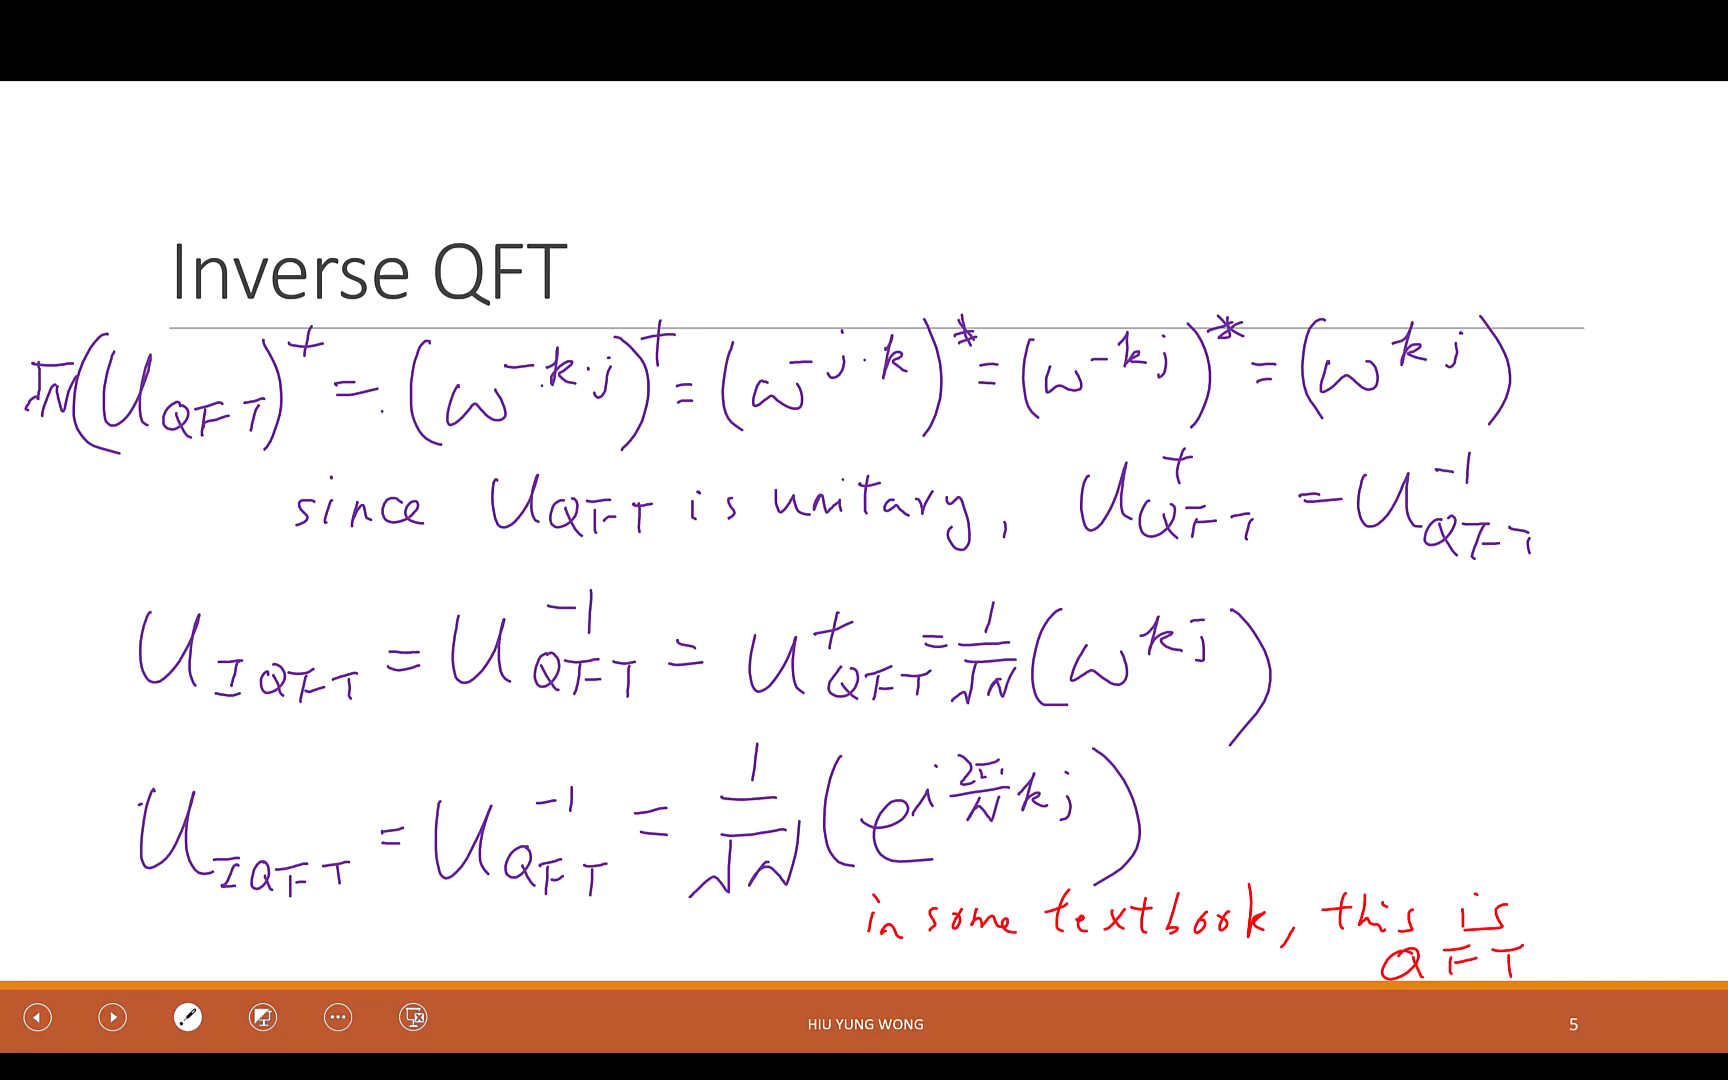 Inverse QFT
√N(U_QFT)^† = (ω^{-k·j})^† = (ω^{-j·k})^* = (ω^{-kj})^* = (ω^{kj})
since U_QFT is unitary, U_QFT^† = U_QFT^{-1}
U_IQFT = U_QFT^{-1} = U_QFT^† = 1/√N (ω^{kj})
U_IQFT = U_QFT^{-1} = 1/√N (e^{i 2π/N kj})
in some textbook, this is
QFT
HIU YUNG WONG
5